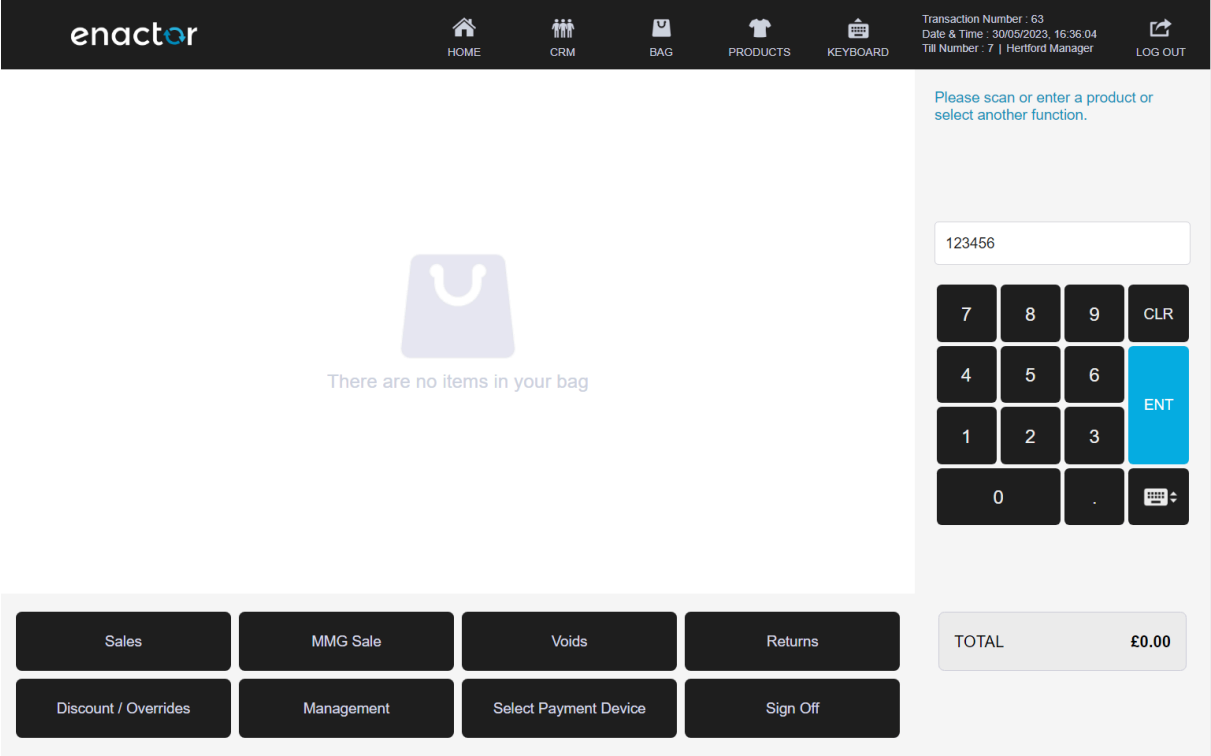 enactor
HOME
CRM
BAG
PRODUCTS
KEYBOARD
Transaction Number : 63
Date & Time : 30/05/2023, 16:36:04
Till Number : 7 | Hertford Manager
LOG OUT
Please scan or enter a product or
select another function.
123456
7 8 9 CLR
4 5 6
ENT
1 2 3
0 .
There are no items in your bag
Sales MMG Sale Voids Returns
Discount / Overrides Management Select Payment Device Sign Off
TOTAL £0.00